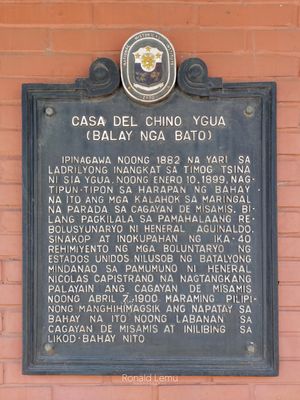 CASA DEL CHINO YGUA
(BALAY NGA BATO)
IPINAGAWA NOONG 1882 NA YARI SA
LADRILYONG INANGKAT SA TIMOG TSINA
NI SIA YGUA. NOONG ENERO 10, 1899, NAG-
TIPUN-TIPON SA HARAPAN NG BAHAY
NA ITO ANG MGA KALAHOK SA MARINGAL
NA PARADA SA CAGAYAN DE MISAMIS, BI-
LANG PAGKILALA SA PAMAHALAANG RE-
BOLUSYUNARYO NI HENERAL AGUINALDO.
SINAKOP AT INOKUPAHAN NG IKA-40
REHIMIYENTO NG MGA BOLUNTARYO NG
ESTADOS UNIDOS. NILUSOB NG BATALYONG
MINDANAO SA PAMUMUNO NI HENERAL
NICOLAS CAPISTRANO NA NAGTANGKANG
PALAYAIN ANG CAGAYAN DE MISAMIS
NOONG ABRIL 7, 1900. MARAMING PILIPI-
NONG MANGHIHIMAGSIK ANG NAPATAY SA
BAHAY NA ITO NOONG LABANAN SA
CAGAYAN DE MISAMIS AT INILIBING SA
LIKOD-BAHAY NITO
Ronald Lemu